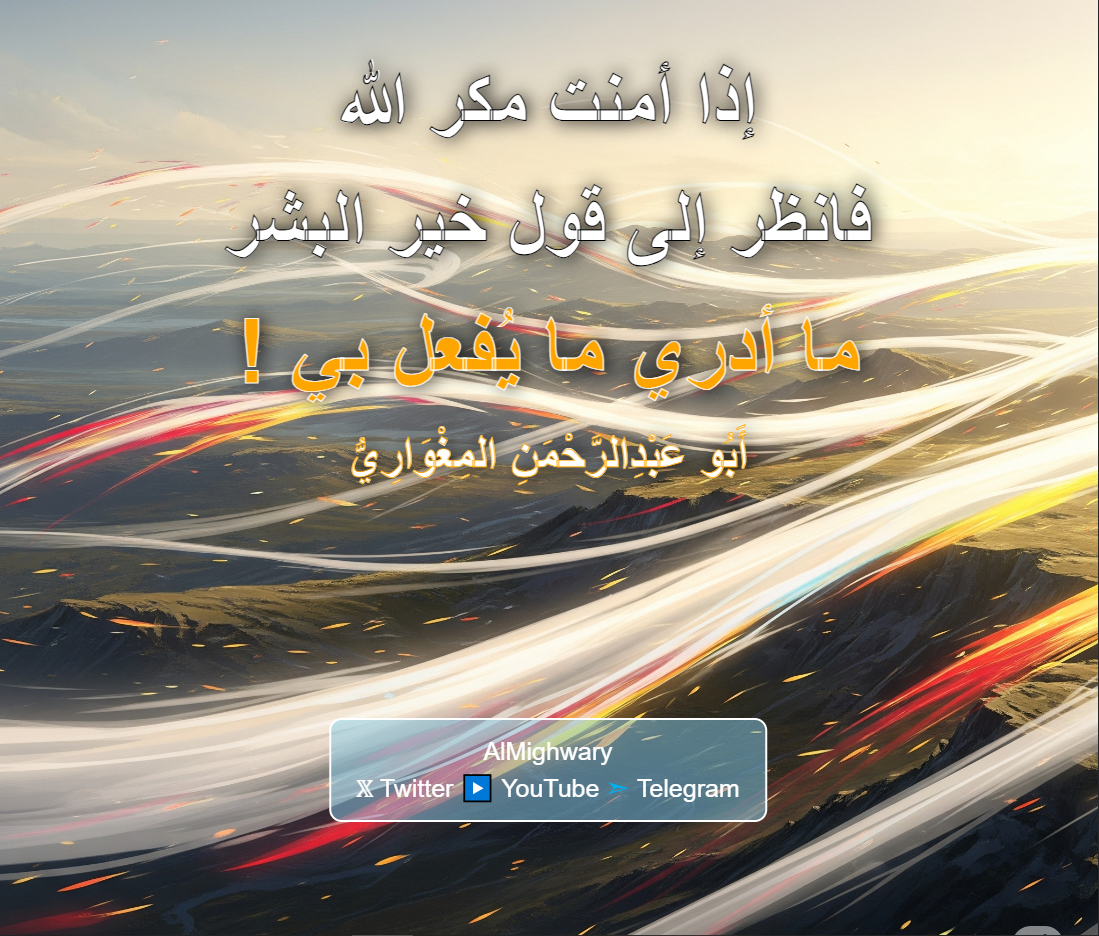 إذا أمنت مكر الله
فانظر إلى قول خير البشر
ما أدري ما يُفعل بي !
أَبُو عَبْدِالرَّحْمَنِ المِغْوَارِيُّ
AlMighwary
𝕏 Twitter ▶️ YouTube ➣ Telegram